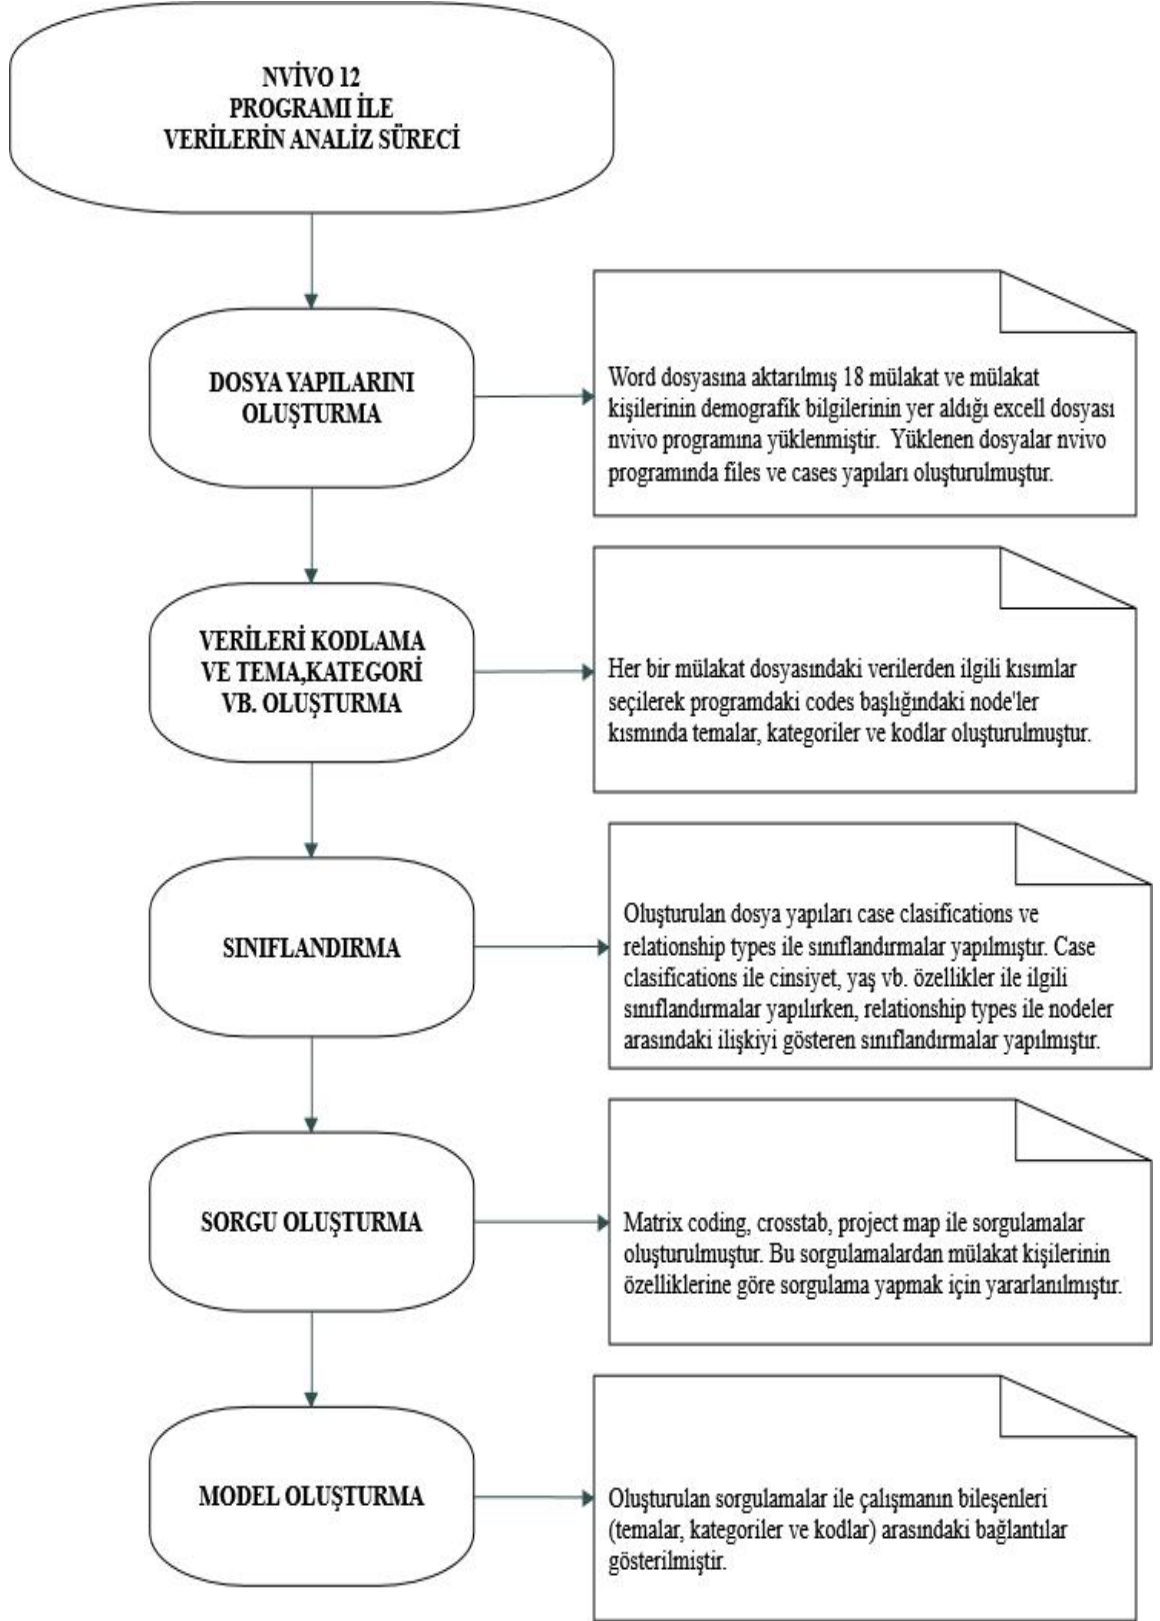 NVİVO 12
PROGRAMI İLE
VERİLERİN ANALİZ SÜRECİ
DOSYA YAPILARINI
OLUŞTURMA
Word dosyasına aktarılmış 18 mülakat ve mülakat
kişilerinin demografik bilgilerinin yer aldığı excell dosyası
nvivo programına yüklenmiştir. Yüklenen dosyalar nvivo
programında files ve cases yapıları oluşturulmuştur.
VERİLERİ KODLAMA
VE TEMA,KATEGORİ
VB. OLUŞTURMA
Her bir mülakat dosyasındaki verilerden ilgili kısımlar
seçilerek programdaki codes başlığındaki node'ler
kısmında temalar, kategoriler ve kodlar oluşturulmuştur.
SINIFLANDIRMA
Oluşturulan dosya yapıları case clasifications ve
relationship types ile sınıflandırmalar yapılmıştır. Case
clasifications ile cinsiyet, yaş vb. özellikler ile ilgili
sınıflandırmalar yapılırken, relationship types ile nodeler
arasındaki ilişkiyi gösteren sınıflandırmalar yapılmıştır.
SORGU OLUŞTURMA
Matrix coding, crosstab, project map ile sorgulamalar
oluşturulmuştur. Bu sorgulamalardan mülakat kişilerinin
özelliklerine göre sorgulama yapmak için yararlanılmıştır.
MODEL OLUŞTURMA
Oluşturulan sorgulamalar ile çalışmanın bileşenleri
(temalar, kategoriler ve kodlar) arasındaki bağlantılar
gösterilmiştir.